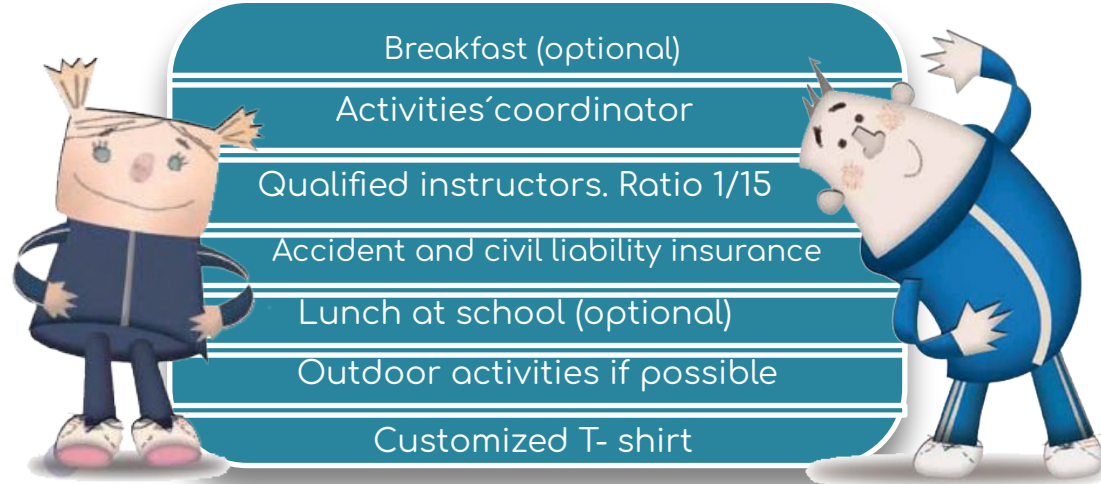 Breakfast (optional)
Activities´coordinator
Qualified instructors. Ratio 1/15
Accident and civil liability insurance
Lunch at school (optional)
Outdoor activities if possible
Customized T- shirt